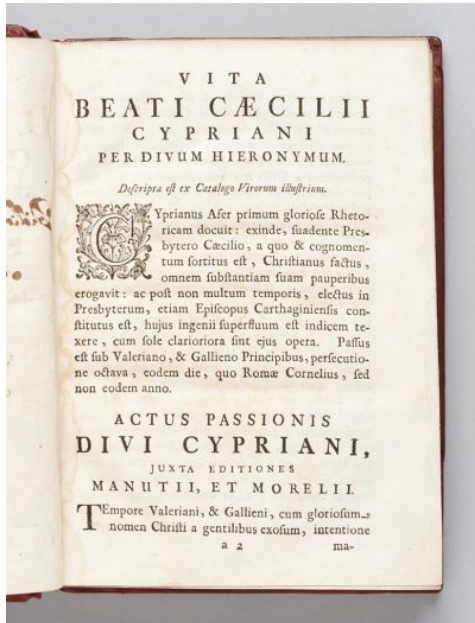 VITA
BEATI CÆCILII
CYPRIANI
PER DIVUM HIERONYMUM.
Descripta est ex Catalogo Virorum illustrium.
CYprianus Afer primum gloriose Rheto-
ricam docuit : exinde, suadente Pres-
bytero Cæcilio, a quo & cognomen-
tum sortitus est, Christianus factus,
omnem substantiam suam pauperibus
erogavit : ac post non multum temporis, electus in
Presbyterum, etiam Episcopus Carthaginiensis con-
stitutus est, hujus ingenii superfluum est indicem te-
xere, cum sole clarioriora sint ejus opera. Passus
est sub Valeriano, & Gallieno Principibus, persecutio-
ne octava, eodem die, quo Romæ Cornelius, sed
non eodem anno.
ACTUS PASSIONIS
DIVI CYPRIANI,
JUXTA EDITIONES
MANUTII, ET MORELII.
TEmpore Valeriani, & Gallieni, cum gloriosum
nomen Christi a gentilibus exosum, intentione
a 2 ma-